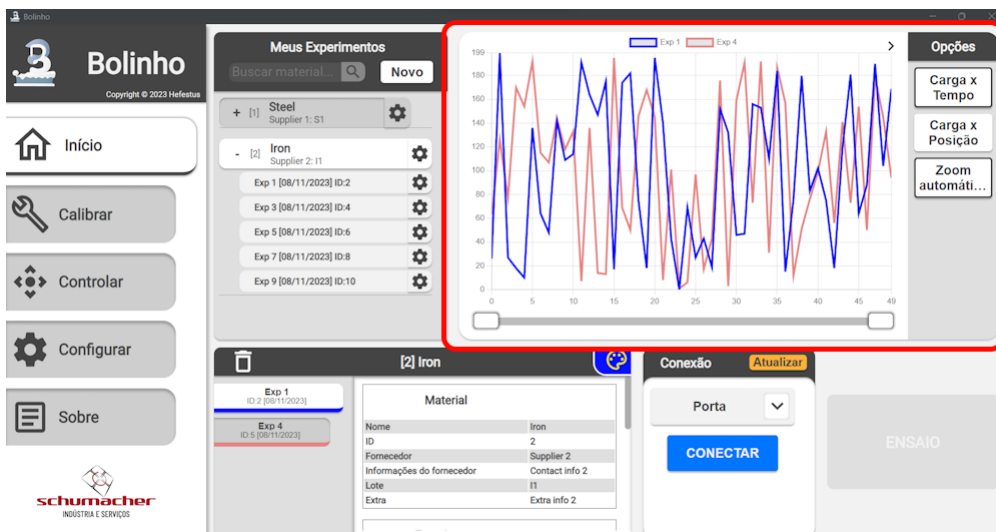 Bolinho
Bolinho
Copyright © 2023 Hefestus
Início
Calibrar
Controlar
Configurar
Sobre
schumacher
INDÚSTRIA E SERVIÇOS
Meus Experimentos
Buscar material...
Novo
+ [1] Steel
Supplier 1: S1
- [2] Iron
Supplier 2: I1
Exp 1 [08/11/2023] ID:2
Exp 3 [08/11/2023] ID:4
Exp 5 [08/11/2023] ID:6
Exp 7 [08/11/2023] ID:8
Exp 9 [08/11/2023] ID:10
Exp 1 Exp 4
199
180
160
140
120
100
80
60
40
20
0
0 5 10 15 20 25 30 35 40 45 49
Opções
Carga x
Tempo
Carga x
Posição
Zoom
automáti...
[2] Iron
Exp 1
ID:2 [08/11/2023]
Exp 4
ID:5 [08/11/2023]
Material
Nome Iron
ID 2
Fornecedor Supplier 2
Informações do fornecedor Contact info 2
Lote I1
Extra Extra info 2
Conexão
Atualizar
Porta
CONECTAR
ENSAIO